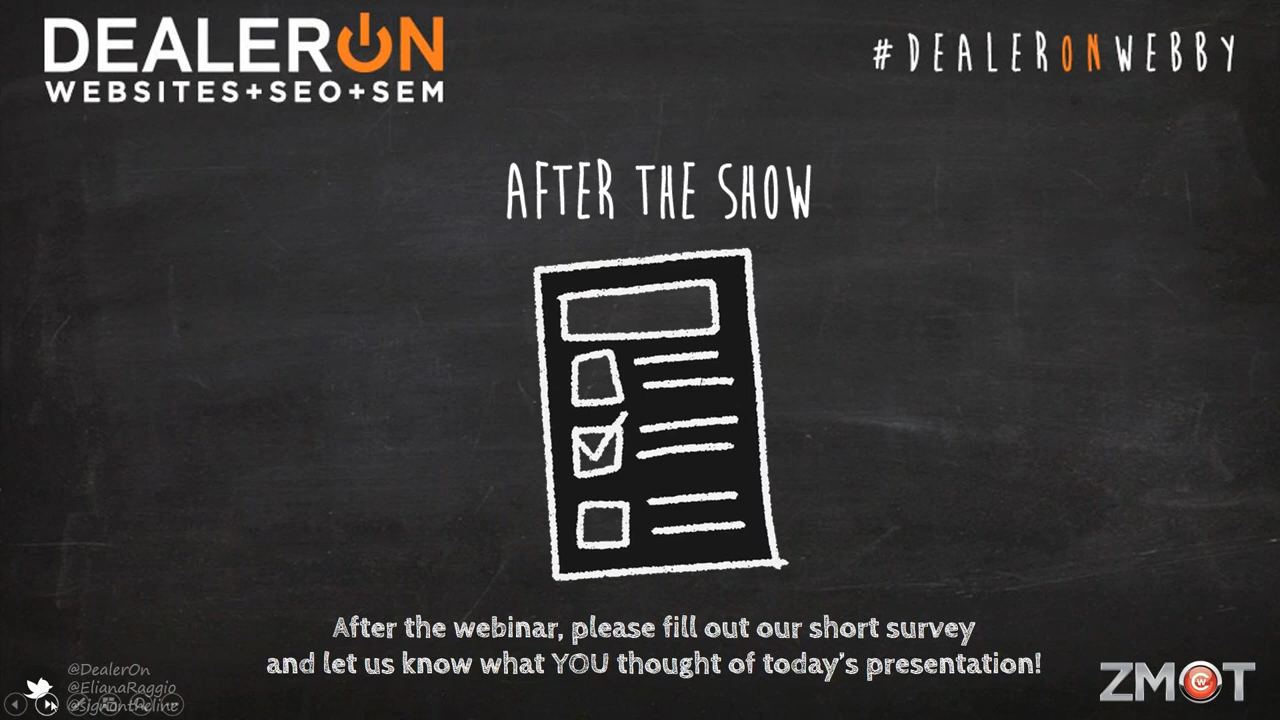 DEALERON
WEBSITES+SEO+SEM
#DEALERONWEBBY
AFTER THE SHOW
After the webinar, please fill out our short survey
and let us know what YOU thought of today's presentation!
@DealerOn
@ElianaRaggio
@signontheline
ZMOT